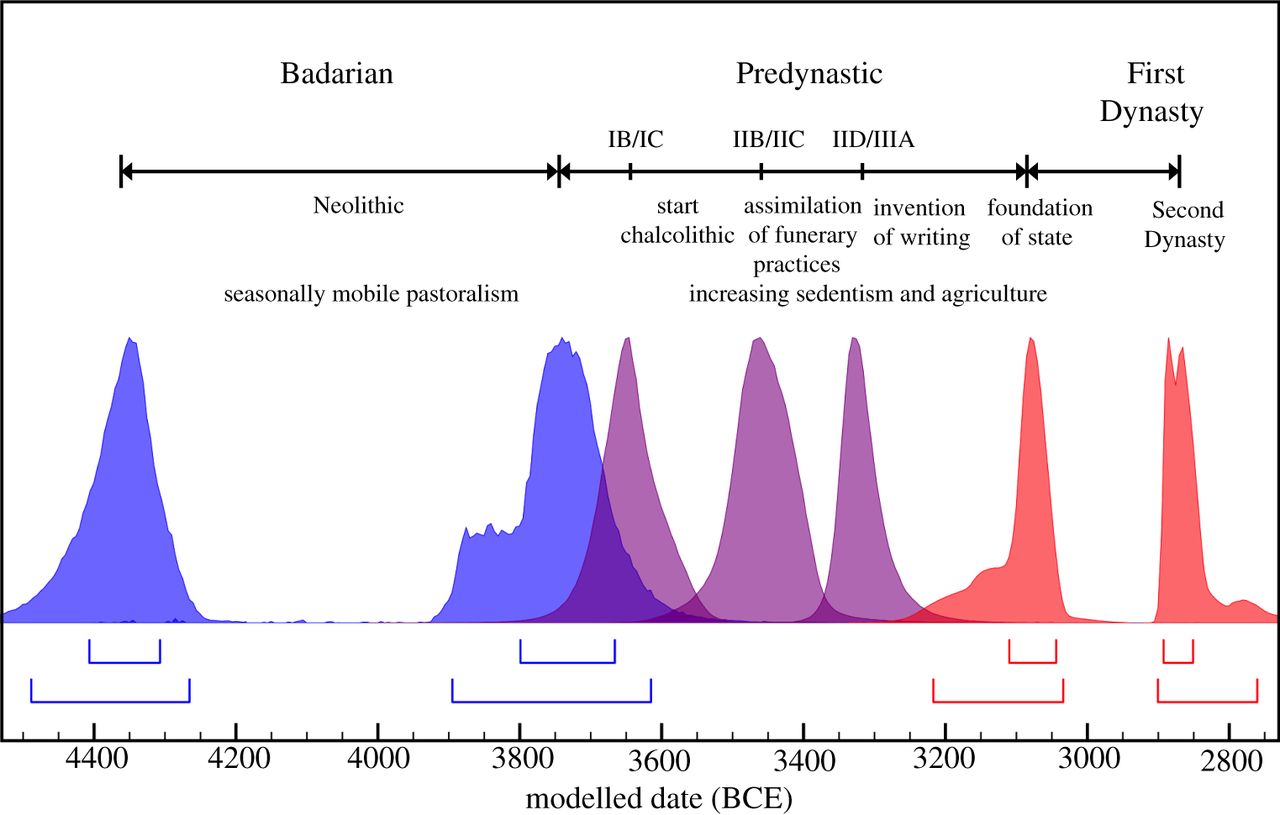 Badarian
Predynastic
First
Dynasty
IB/IC
IIB/IIC
IID/IIIA
Neolithic
start
chalcolithic
assimilation
of funerary
practices
invention
of writing
foundation
of state
Second
Dynasty
seasonally mobile pastoralism
increasing sedentism and agriculture
4400 4200 4000 3800 3600 3400 3200 3000 2800
modelled date (BCE)